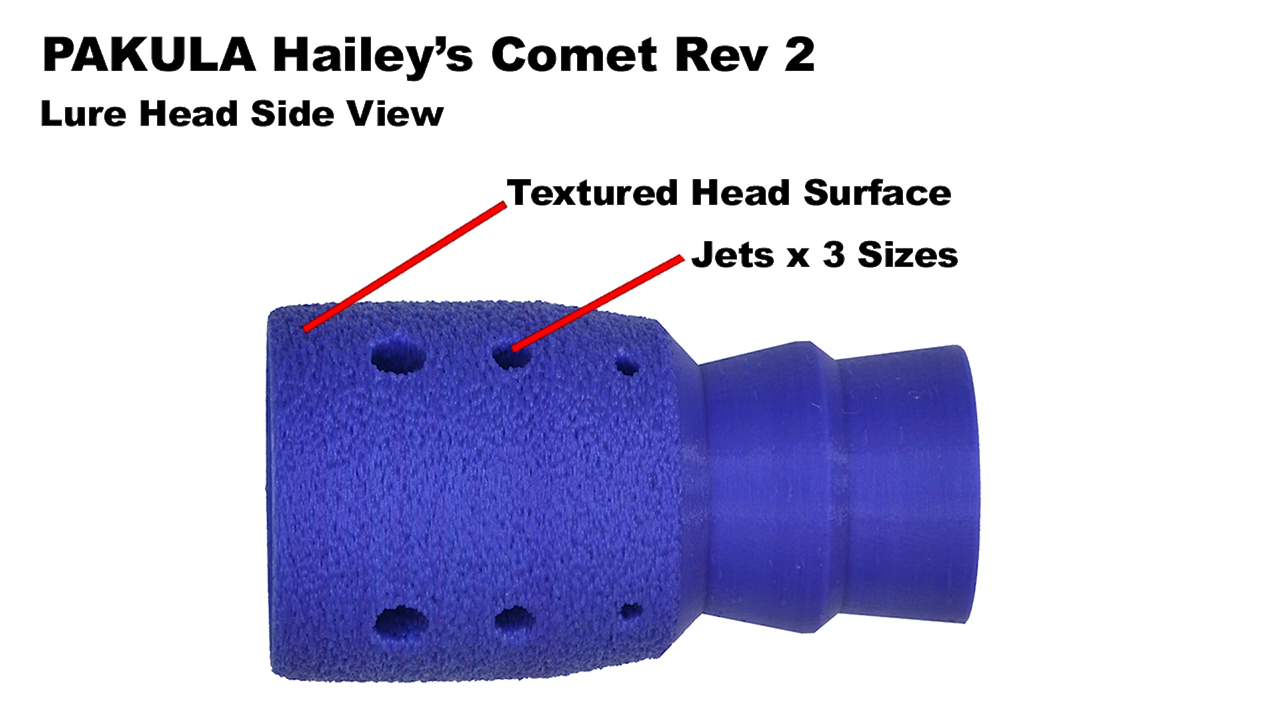 PAKULA Hailey’s Comet Rev 2
Lure Head Side View
Textured Head Surface
Jets x 3 Sizes